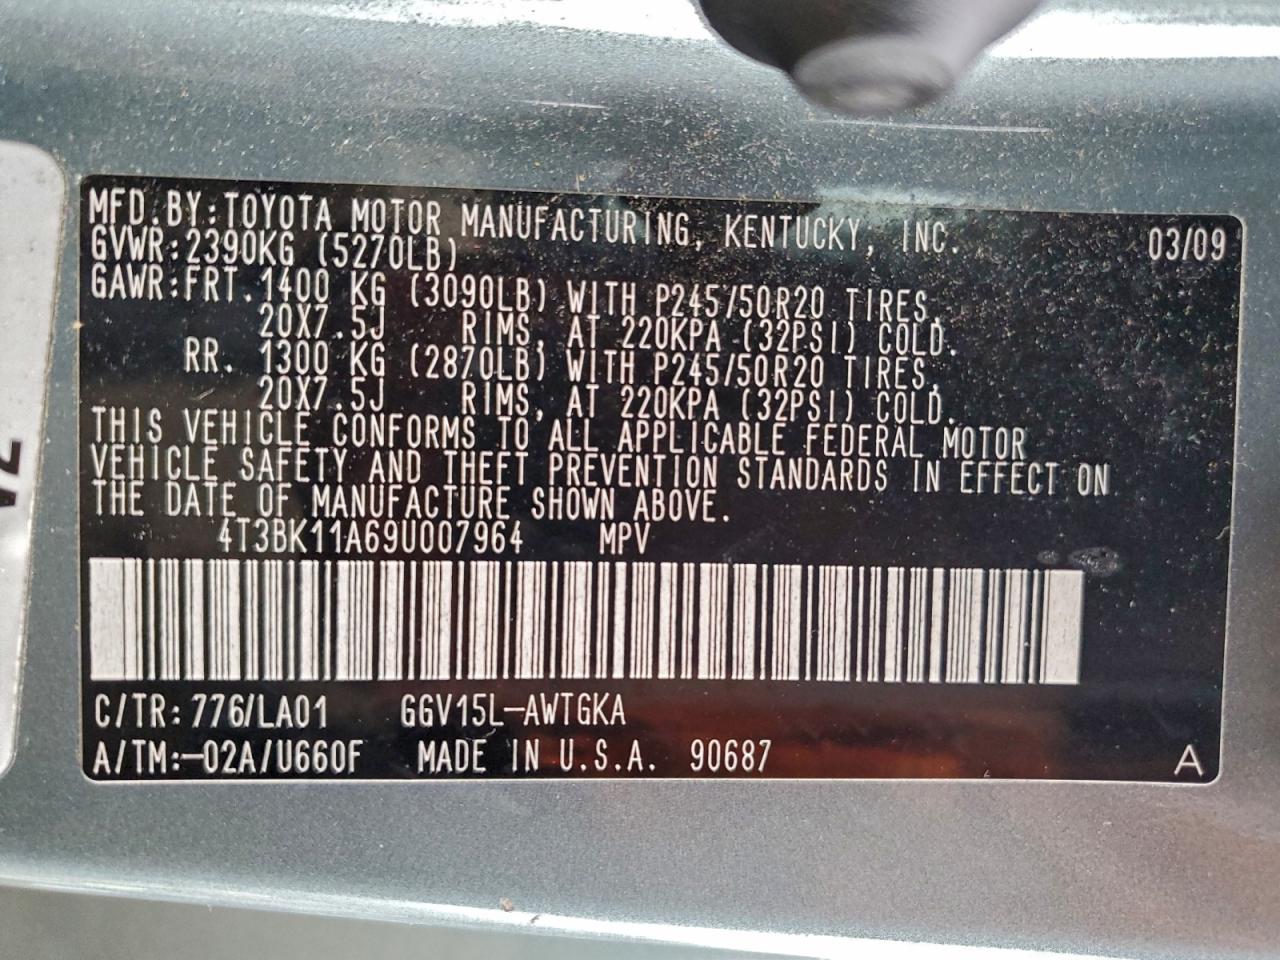 MFD.BY:TOYOTA MOTOR MANUFACTURING, KENTUCKY, INC. 03/09
GVWR:2390KG (5270LB)
GAWR:FRT.1400 KG (3090LB) WITH P245/50R20 TIRES,
20X7.5J RIMS, AT 220KPA (32PSI) COLD.
RR. 1300 KG (2870LB) WITH P245/50R20 TIRES,
20X7.5J RIMS, AT 220KPA (32PSI) COLD.
THIS VEHICLE CONFORMS TO ALL APPLICABLE FEDERAL MOTOR
VEHICLE SAFETY AND THEFT PREVENTION STANDARDS IN EFFECT ON
THE DATE OF MANUFACTURE SHOWN ABOVE.
4T3BK11A69U007964 MPV
C/TR:776/LA01 GGV15L-AWTGKA
A/TM:-02A/U660F MADE IN U.S.A. 90687 A